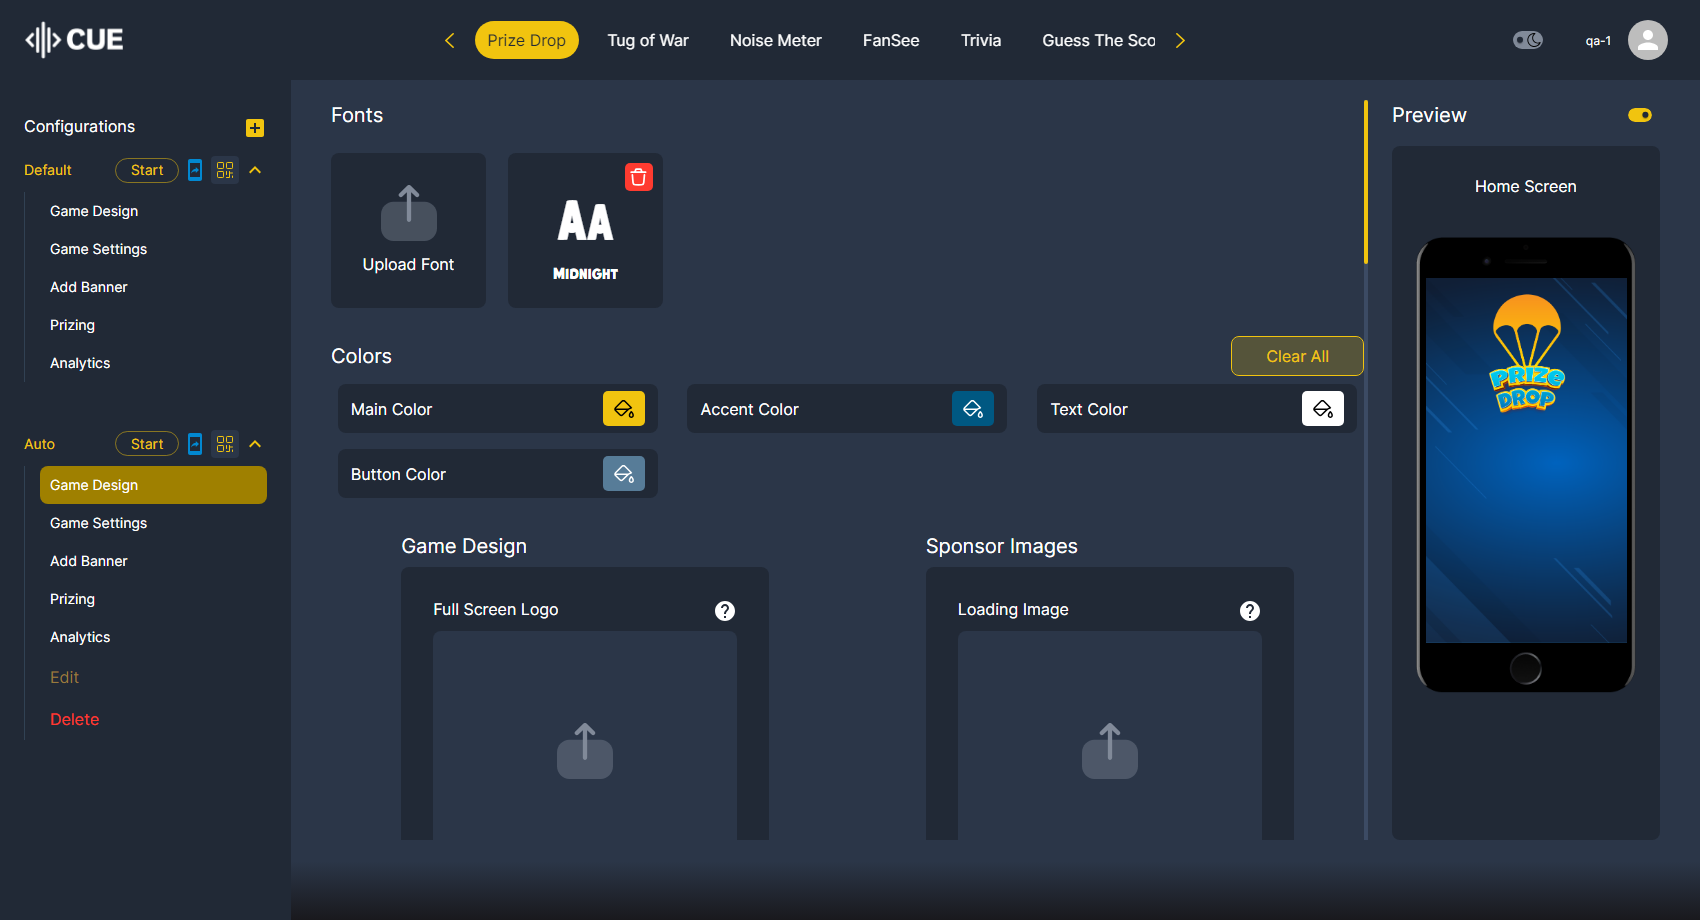 CUE
Prize Drop
Tug of War
Noise Meter
FanSee
Trivia
Guess The Sco
qa-1
Configurations
Default
Start
Game Design
Game Settings
Add Banner
Prizing
Analytics
Auto
Start
Game Design
Game Settings
Add Banner
Prizing
Analytics
Edit
Delete
Fonts
Upload Font
AA
MIDNIGHT
Colors
Clear All
Main Color
Accent Color
Text Color
Button Color
Game Design
Full Screen Logo
?
Sponsor Images
Loading Image
?
Preview
Home Screen
PRIZE
DROP